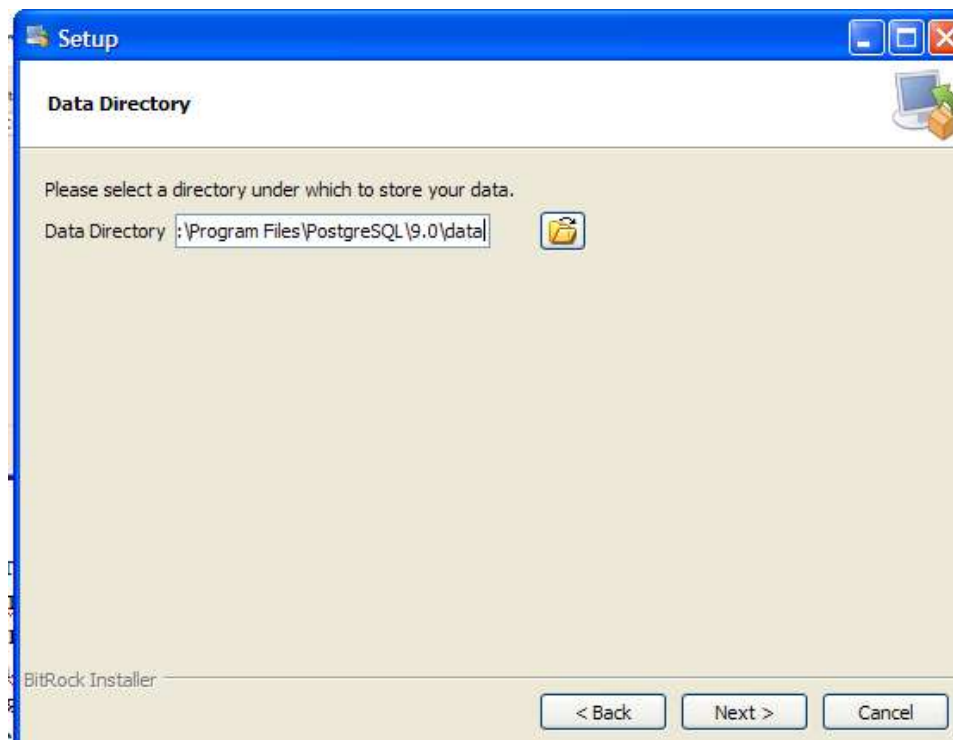 Setup
Data Directory
Please select a directory under which to store your data.
Data Directory :\Program Files\PostgreSQL\9.0\data
BitRock Installer
< Back Next > Cancel